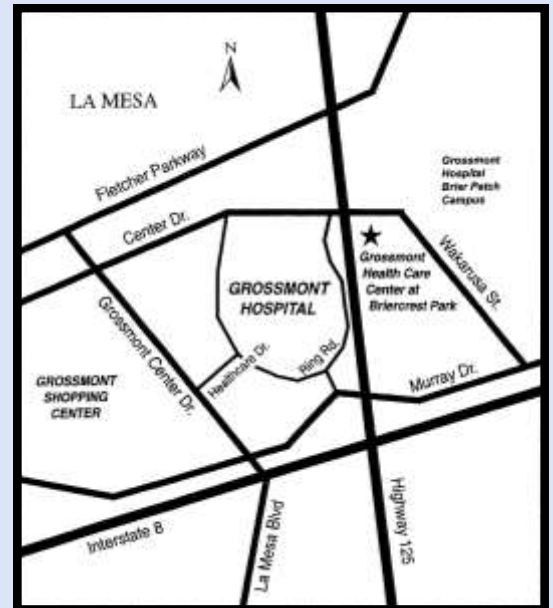 N
LA MESA
Fletcher Parkway
Grossmont
Hospital
Brier Patch
Campus
Center Dr.
Grossmont
Health Care
Center at
Briercrest Park
Wakarusa St.
GROSSMONT
HOSPITAL
Grossmont Center Dr.
Healthcare Dr.
Ring Rd.
Murray Dr.
GROSSMONT
SHOPPING
CENTER
Interstate 8
La Mesa Blvd
Highway 125